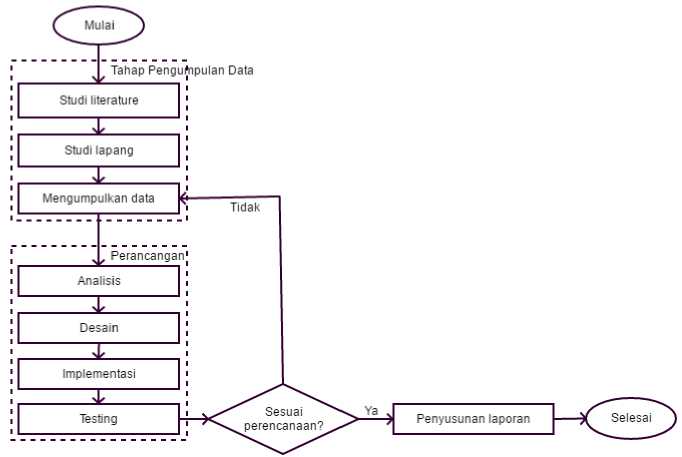 Mulai
Tahap Pengumpulan Data
Studi literature
Studi lapang
Mengumpulkan data
Tidak
Perancangan
Analisis
Desain
Implementasi
Testing
Sesuai
perencanaan?
Ya
Penyusunan laporan
Selesai